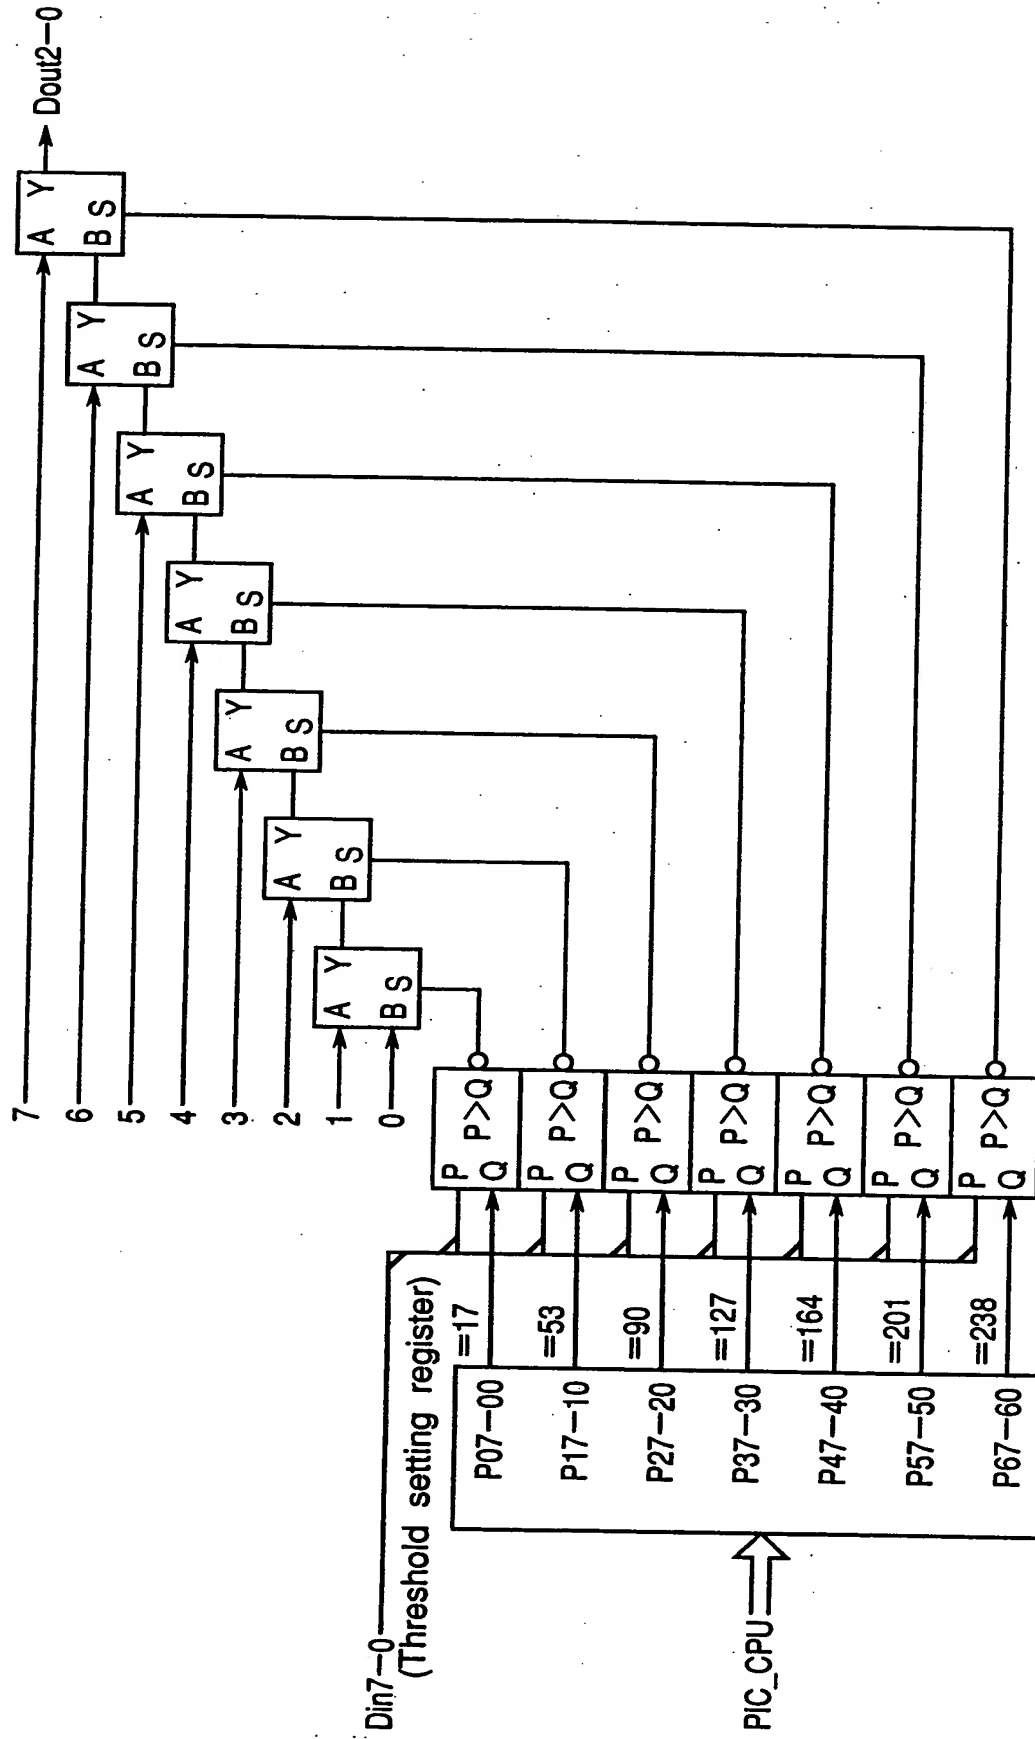 Din7—0
(Threshold setting register)
PIC_CPU
P07—00
P17—10
P27—20
P37—30
P47—40
P57—50
P67—60
=17
=53
=90
=127
=164
=201
=238
P
Q
P>Q
P
Q
P>Q
P
Q
P>Q
P
Q
P>Q
P
Q
P>Q
P
Q
P>Q
P
Q
P>Q
7
6
5
4
3
2
1
0
A Y
B S
A Y
B S
A Y
B S
A Y
B S
A Y
B S
A Y
B S
A Y
B S
Dout2—0